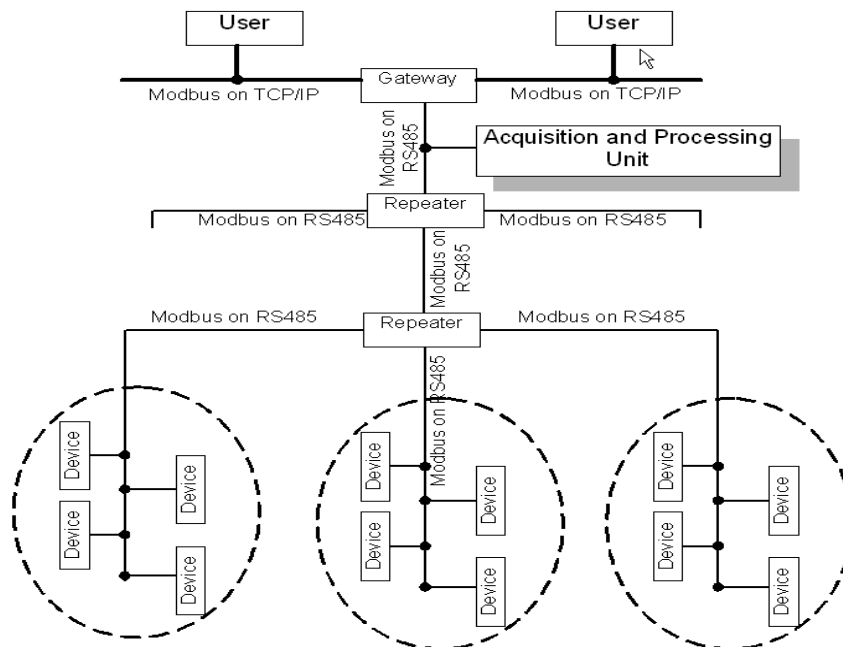 User
User
Gateway
Modbus on TCP/IP
Modbus on TCP/IP
Modbus on
RS485
Acquisition and Processing
Unit
Repeater
Modbus on RS485
Modbus on RS485
Modbus on
RS485
Repeater
Modbus on RS485
Modbus on RS485
Modbus on RS485
Device
Device
Device
Device
Device
Device
Device
Device
Device
Device
Device
Device